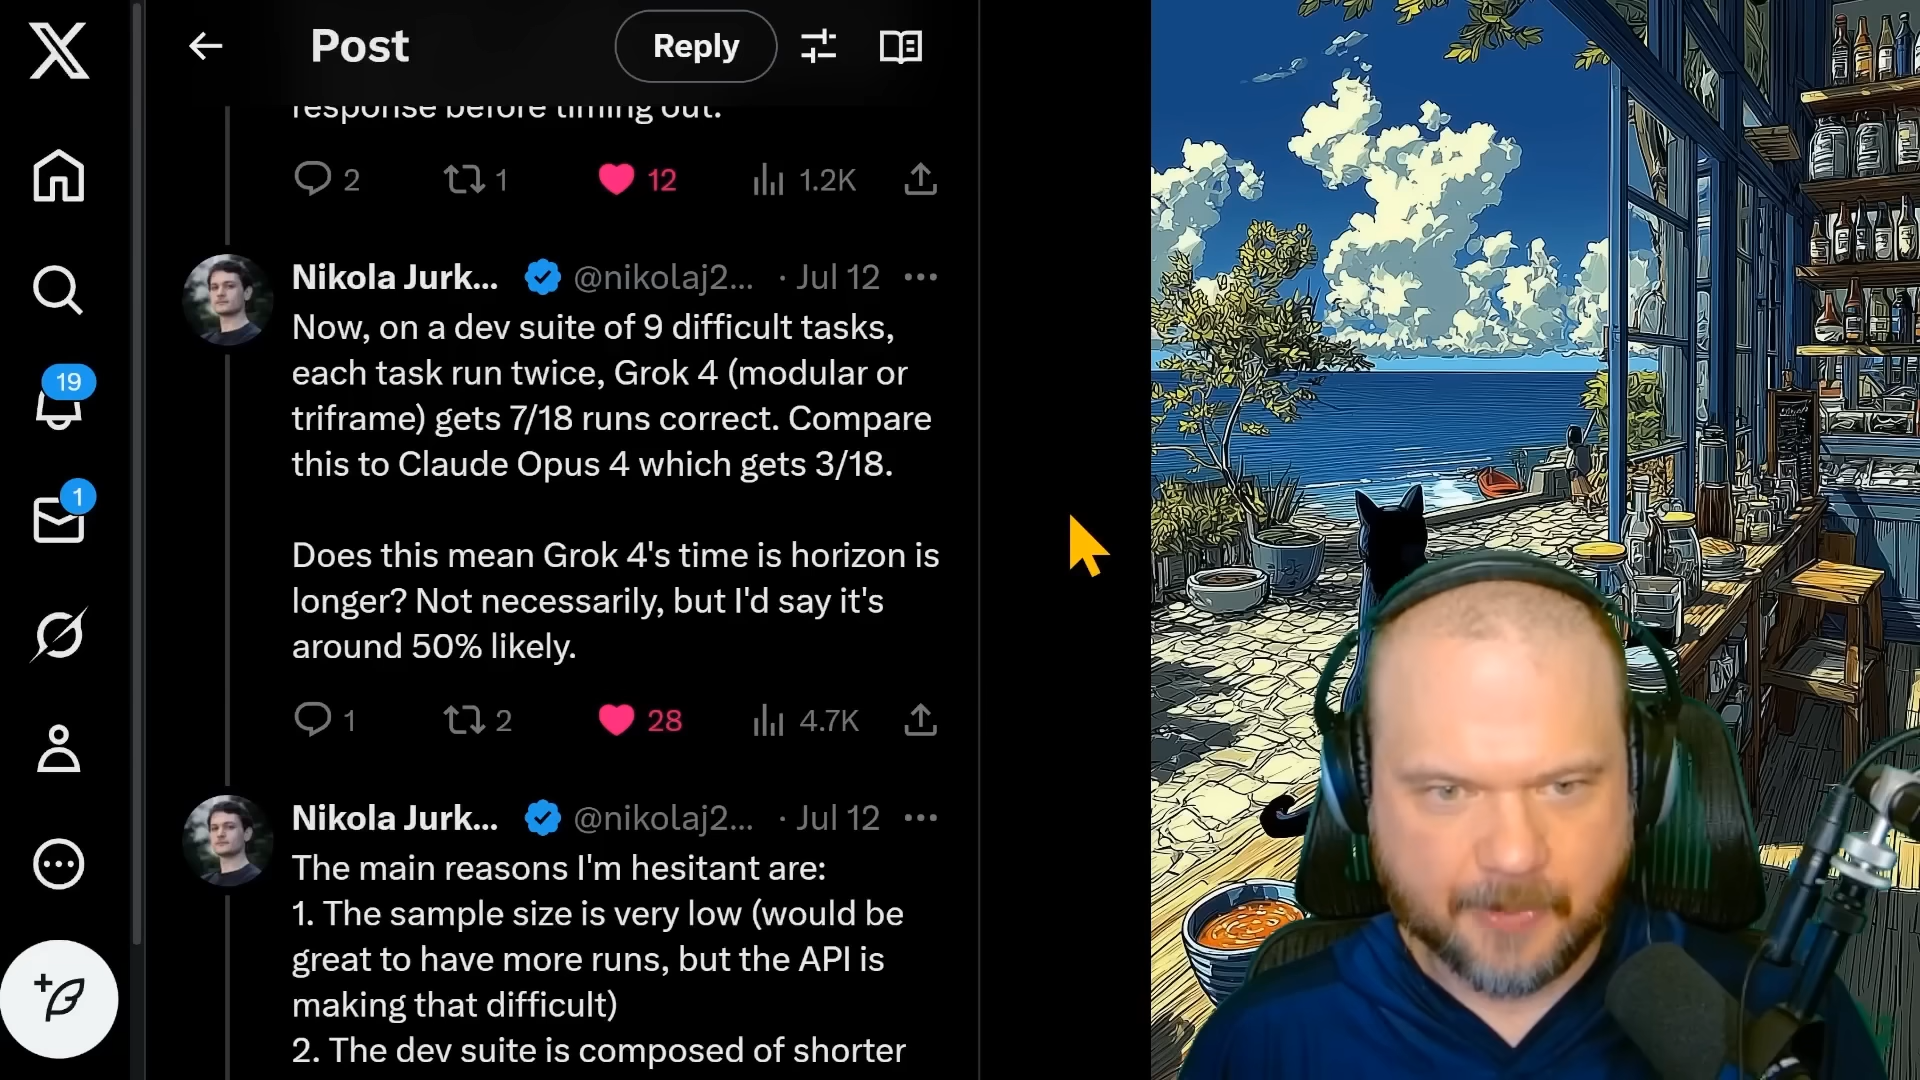 Post
Reply
response before timing out.
2 1 12 1.2K
Nikola Jurk... @nikolaj2... · Jul 12
Now, on a dev suite of 9 difficult tasks,
each task run twice, Grok 4 (modular or
triframe) gets 7/18 runs correct. Compare
this to Claude Opus 4 which gets 3/18.
Does this mean Grok 4's time is horizon is
longer? Not necessarily, but I'd say it's
around 50% likely.
1 2 28 4.7K
Nikola Jurk... @nikolaj2... · Jul 12
The main reasons I'm hesitant are:
1. The sample size is very low (would be
great to have more runs, but the API is
making that difficult)
2. The dev suite is composed of shorter
19
1